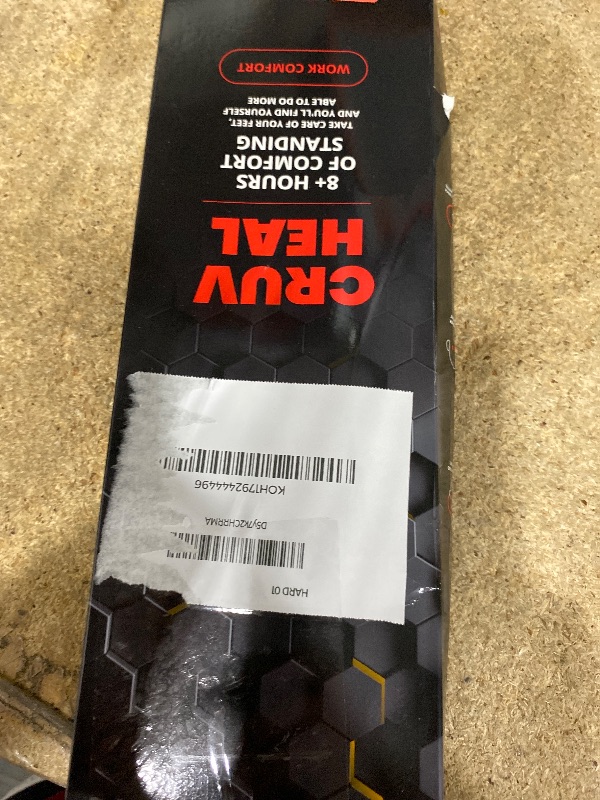 CRUV
HEAL
8+ HOURS
OF COMFORT
STANDING
TAKE CARE OF YOUR FEET,
AND YOU'LL FIND YOURSELF
ABLE TO DO MORE
WORK COMFORT
HARD 01
D5y7k2CHRRMA
KOH1792444496